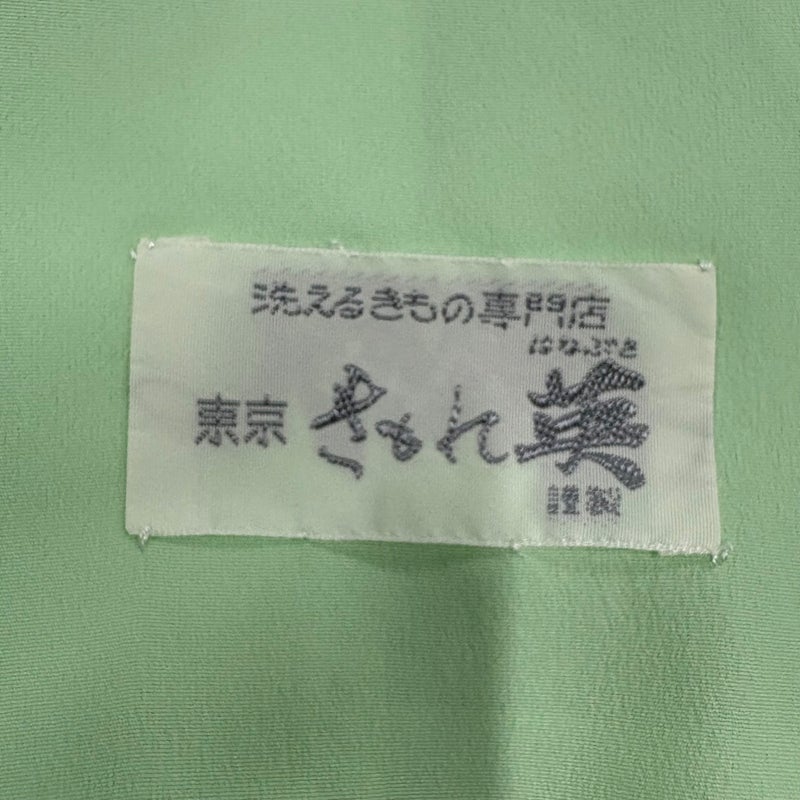 洗えるきもの専門店
はなぶさ
東京 きもの英
謹製